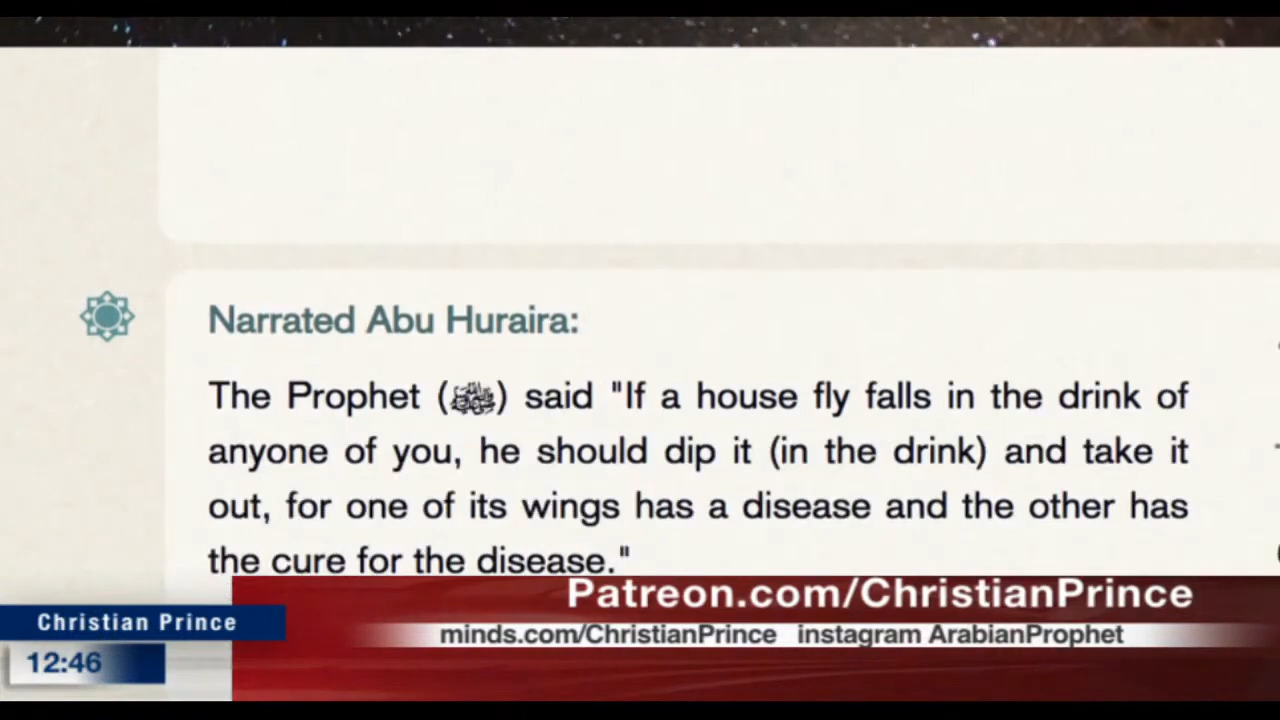 Narrated Abu Huraira:
The Prophet (ﷺ) said "If a house fly falls in the drink of
anyone of you, he should dip it (in the drink) and take it
out, for one of its wings has a disease and the other has
the cure for the disease."
Patreon.com/ChristianPrince
Christian Prince
minds.com/ChristianPrince instagram ArabianProphet
12:46